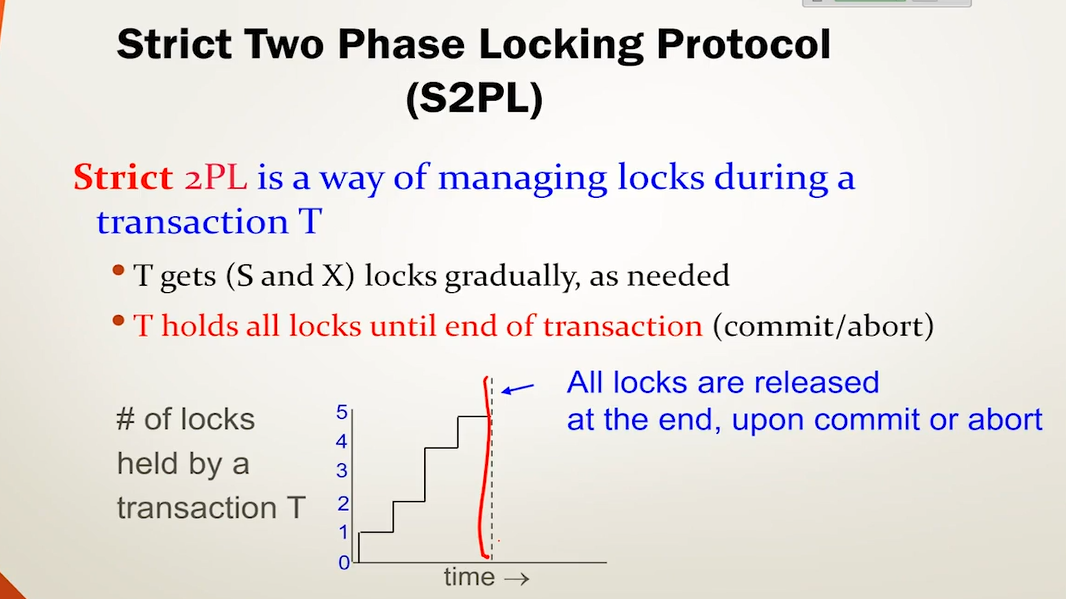 Strict Two Phase Locking Protocol
(S2PL)
Strict 2PL is a way of managing locks during a
transaction T
• T gets (S and X) locks gradually, as needed
• T holds all locks until end of transaction (commit/abort)
All locks are released
at the end, upon commit or abort
# of locks
held by a
transaction T
5
4
3
2
1
0
time →